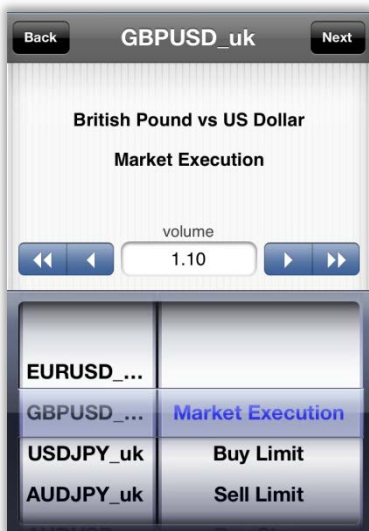 Back GBPUSD_uk Next
British Pound vs US Dollar
Market Execution
volume
1.10
EURUSD_...
GBPUSD_... Market Execution
USDJPY_uk Buy Limit
AUDJPY_uk Sell Limit